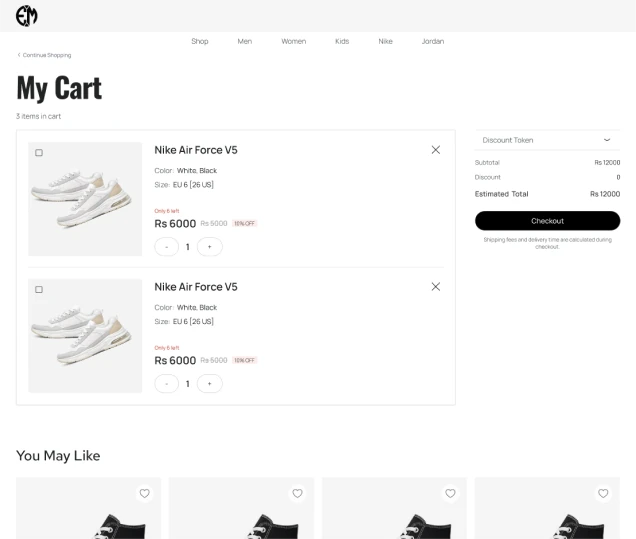 EM
Shop Men Women Kids Nike Jordan
Continue Shopping
My Cart
3 items in cart
Nike Air Force V5
Color: White, Black
Size: EU 6 [26 US]
Only 6 left
Rs 6000 Rs 5000 10% OFF
- 1 +
Nike Air Force V5
Color: White, Black
Size: EU 6 [26 US]
Only 6 left
Rs 6000 Rs 5000 10% OFF
- 1 +
Discount Token
Subtotal Rs 12000
Discount 0
Estimated Total Rs 12000
Checkout
Shipping fees and delivery time are calculated during
checkout.
You May Like